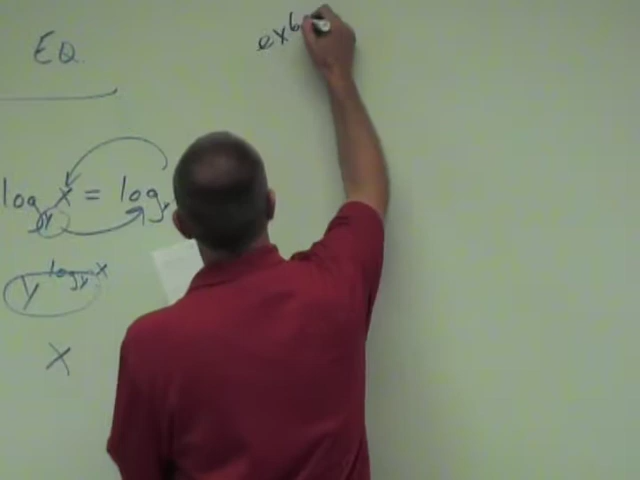 EQ.
ex⁶
log_y x = log_y
y^{log_y x}
x